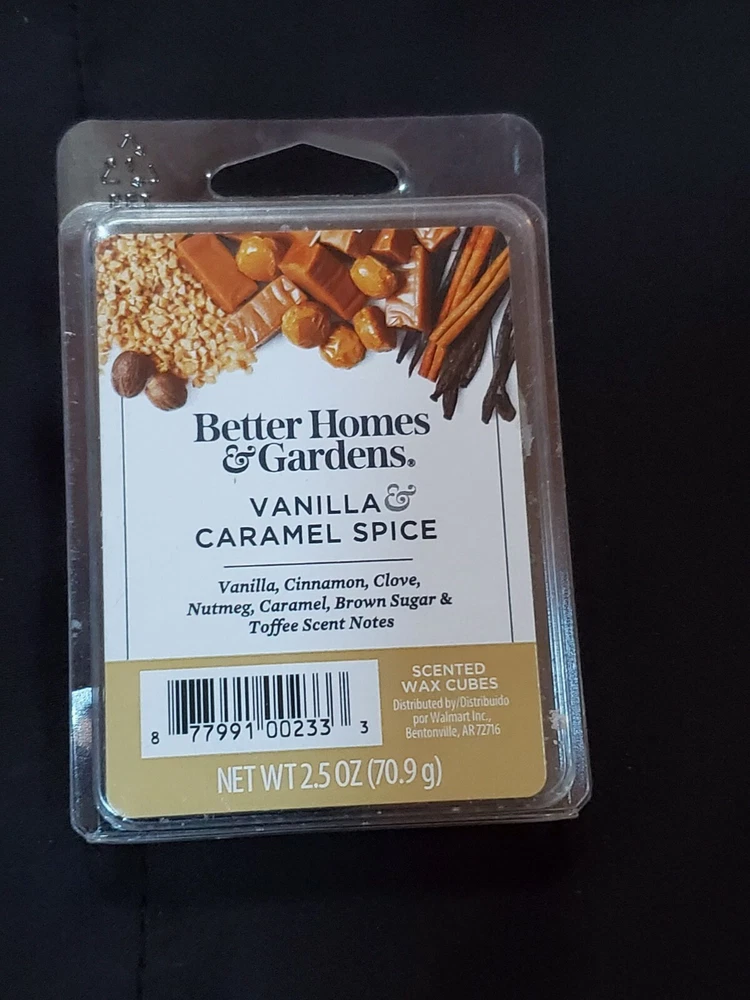 Better Homes
& Gardens®
VANILLA &
CARAMEL SPICE
Vanilla, Cinnamon, Clove,
Nutmeg, Caramel, Brown Sugar &
Toffee Scent Notes
8 77991 00233 3
SCENTED
WAX CUBES
Distributed by/Distribuido
por Walmart Inc.,
Bentonville, AR 72716
NET WT 2.5 OZ (70.9 g)